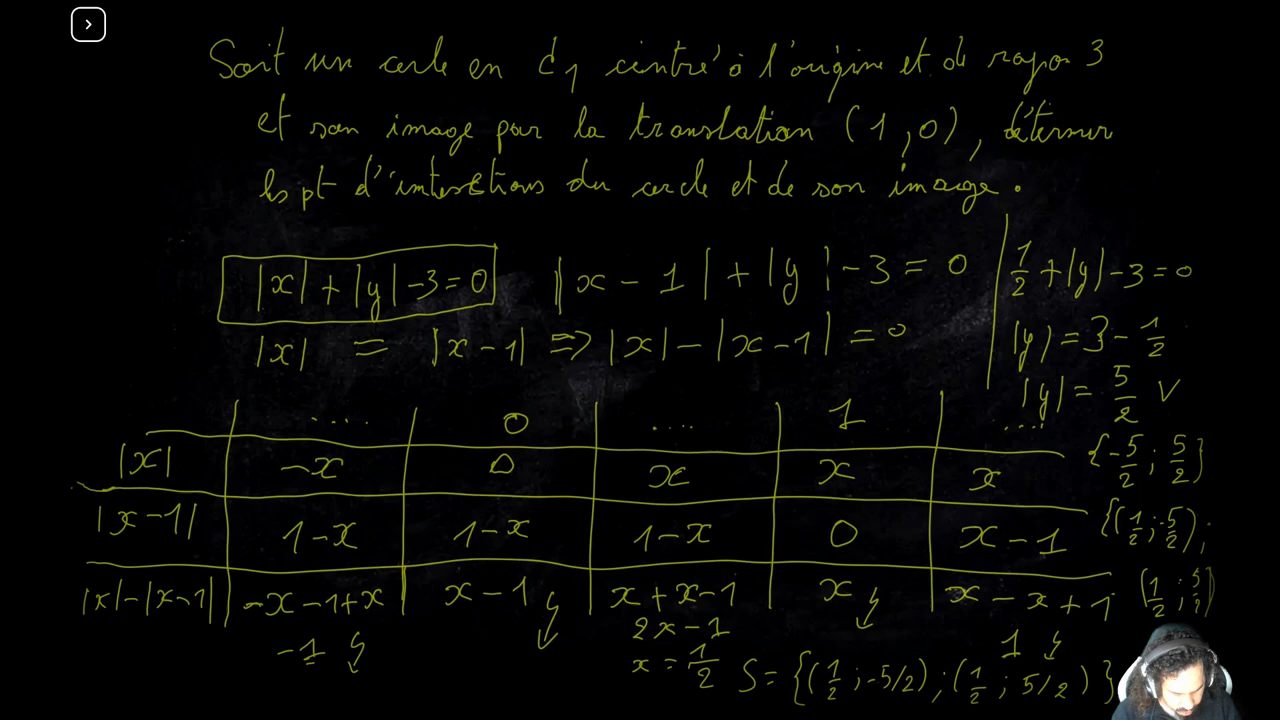 Soit un cercle en d1 centré à l'origine et de rayon 3
et son image par la translation (1,0), déterminer
les pt d'intersections du cercle et de son image.
|x| + |y| - 3 = 0 |x - 1| + |y| - 3 = 0
|x| = |x - 1| => |x| - |x - 1| = 0
1/2 + |y| - 3 = 0
|y| = 3 - 1/2
|y| = 5/2 V
{-5/2 ; 5/2}
{(1/2 ; -5/2) ;
(1/2 ; 5/2)
..... 0 .... 1 ....
|x| -x 0 x x x
|x - 1| 1 - x 1 - x 1 - x 0 x - 1
|x| - |x - 1| -x - 1 + x x - 1 x + x - 1 x x - x + 1
-1 2x - 1 1
x = 1/2
S = {(1/2 ; -5/2) ; (1/2 ; 5/2)}